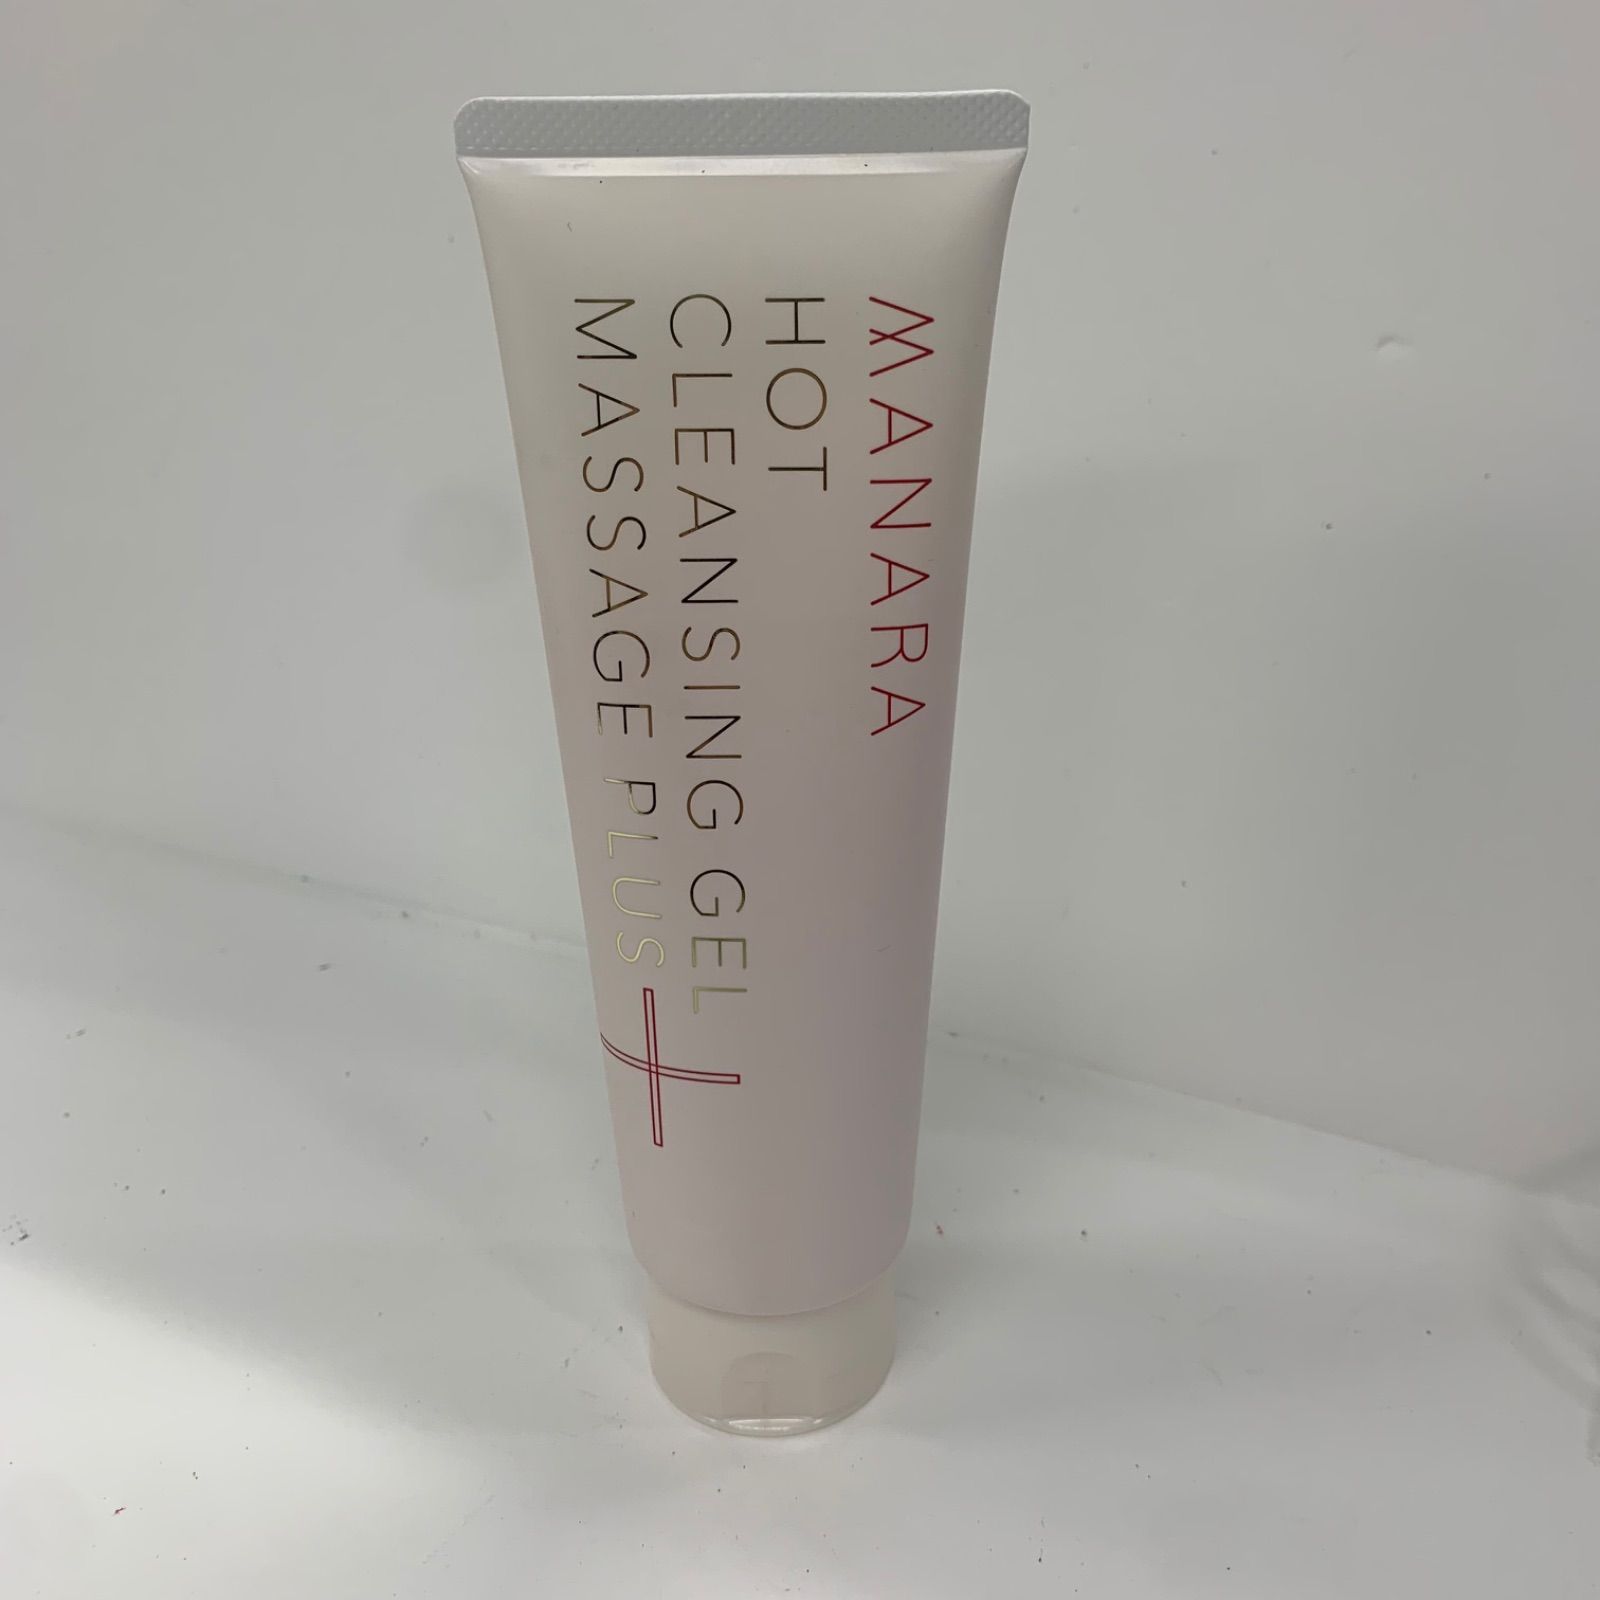 MANARA
HOT
CLEANSING GEL
MASSAGE PLUS